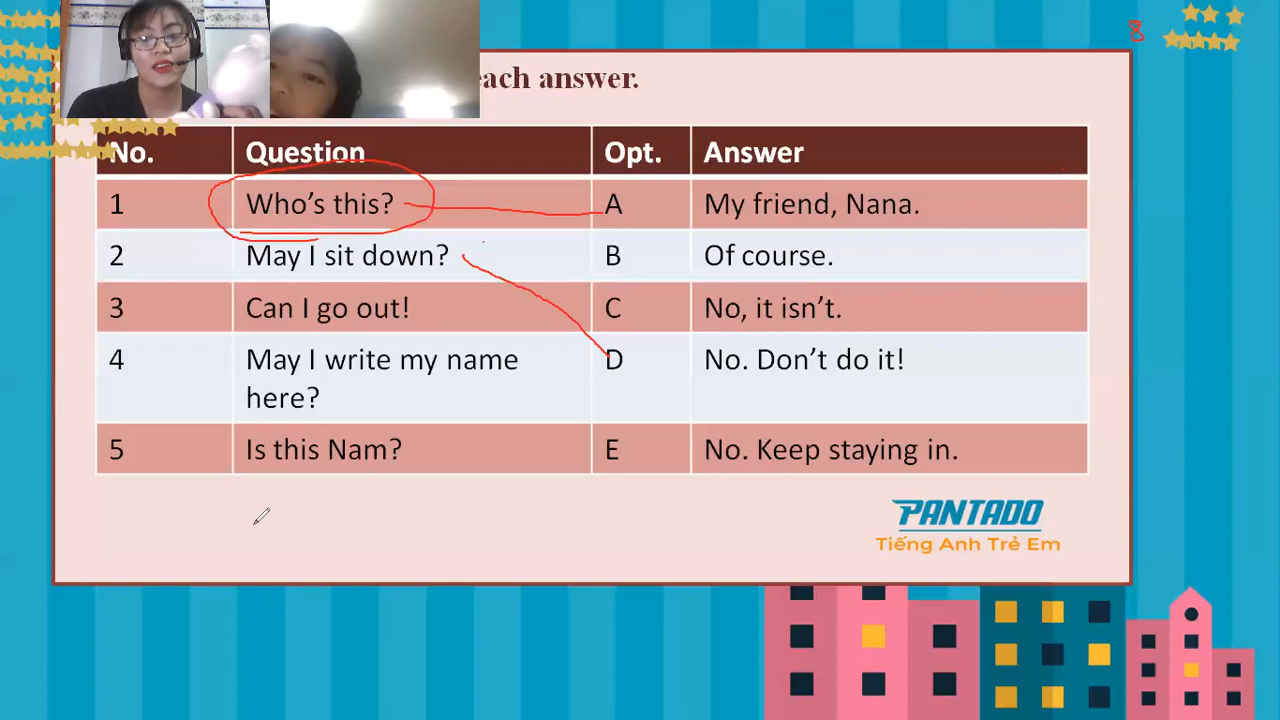 8
each answer.
No. Question Opt. Answer
1 Who's this? A My friend, Nana.
2 May I sit down? B Of course.
3 Can I go out! C No, it isn't.
4 May I write my name D No. Don't do it!
here?
5 Is this Nam? E No. Keep staying in.
PANTADO
Tiếng Anh Trẻ Em